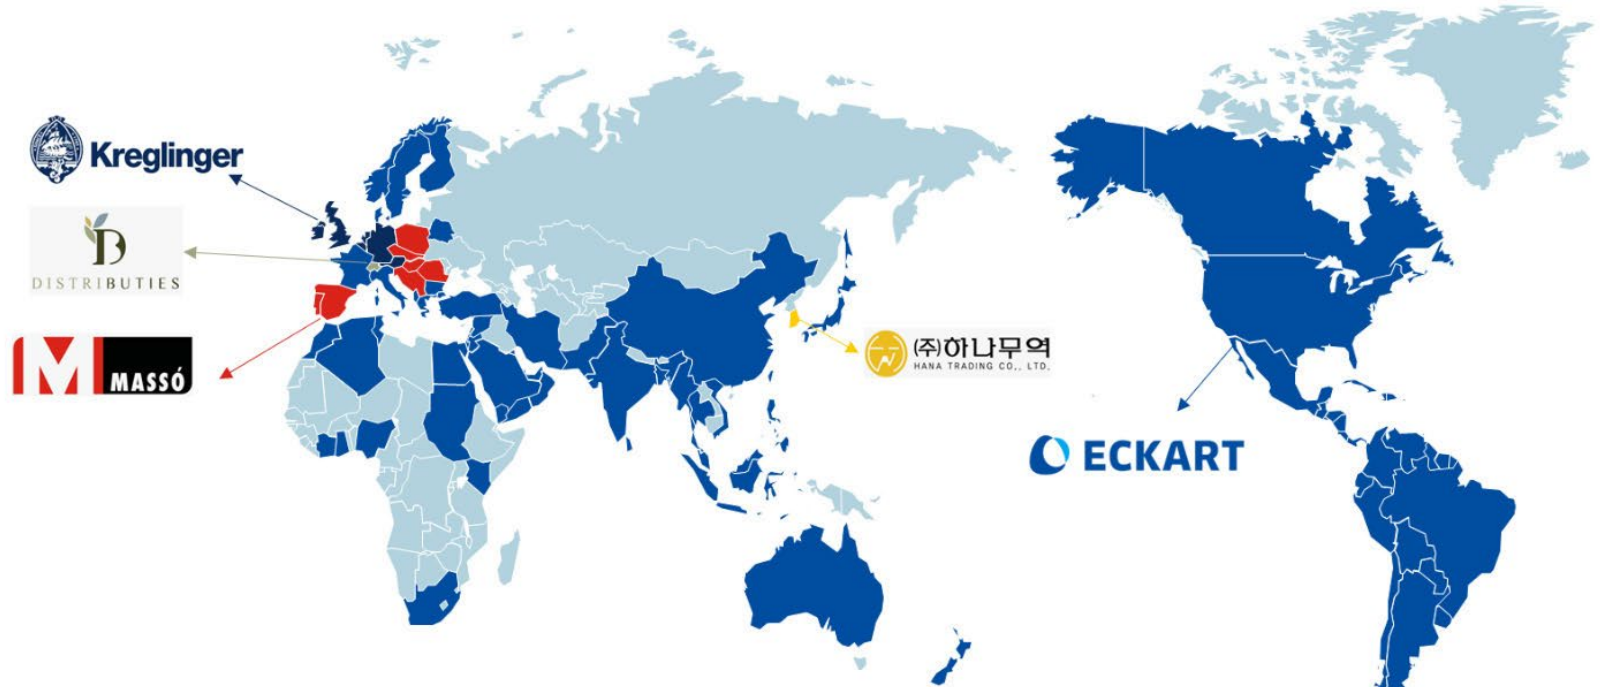 Kreglinger
DISTRIBUTIES
MASSÓ
(주)하나무역
HANA TRADING CO., LTD.
ECKART